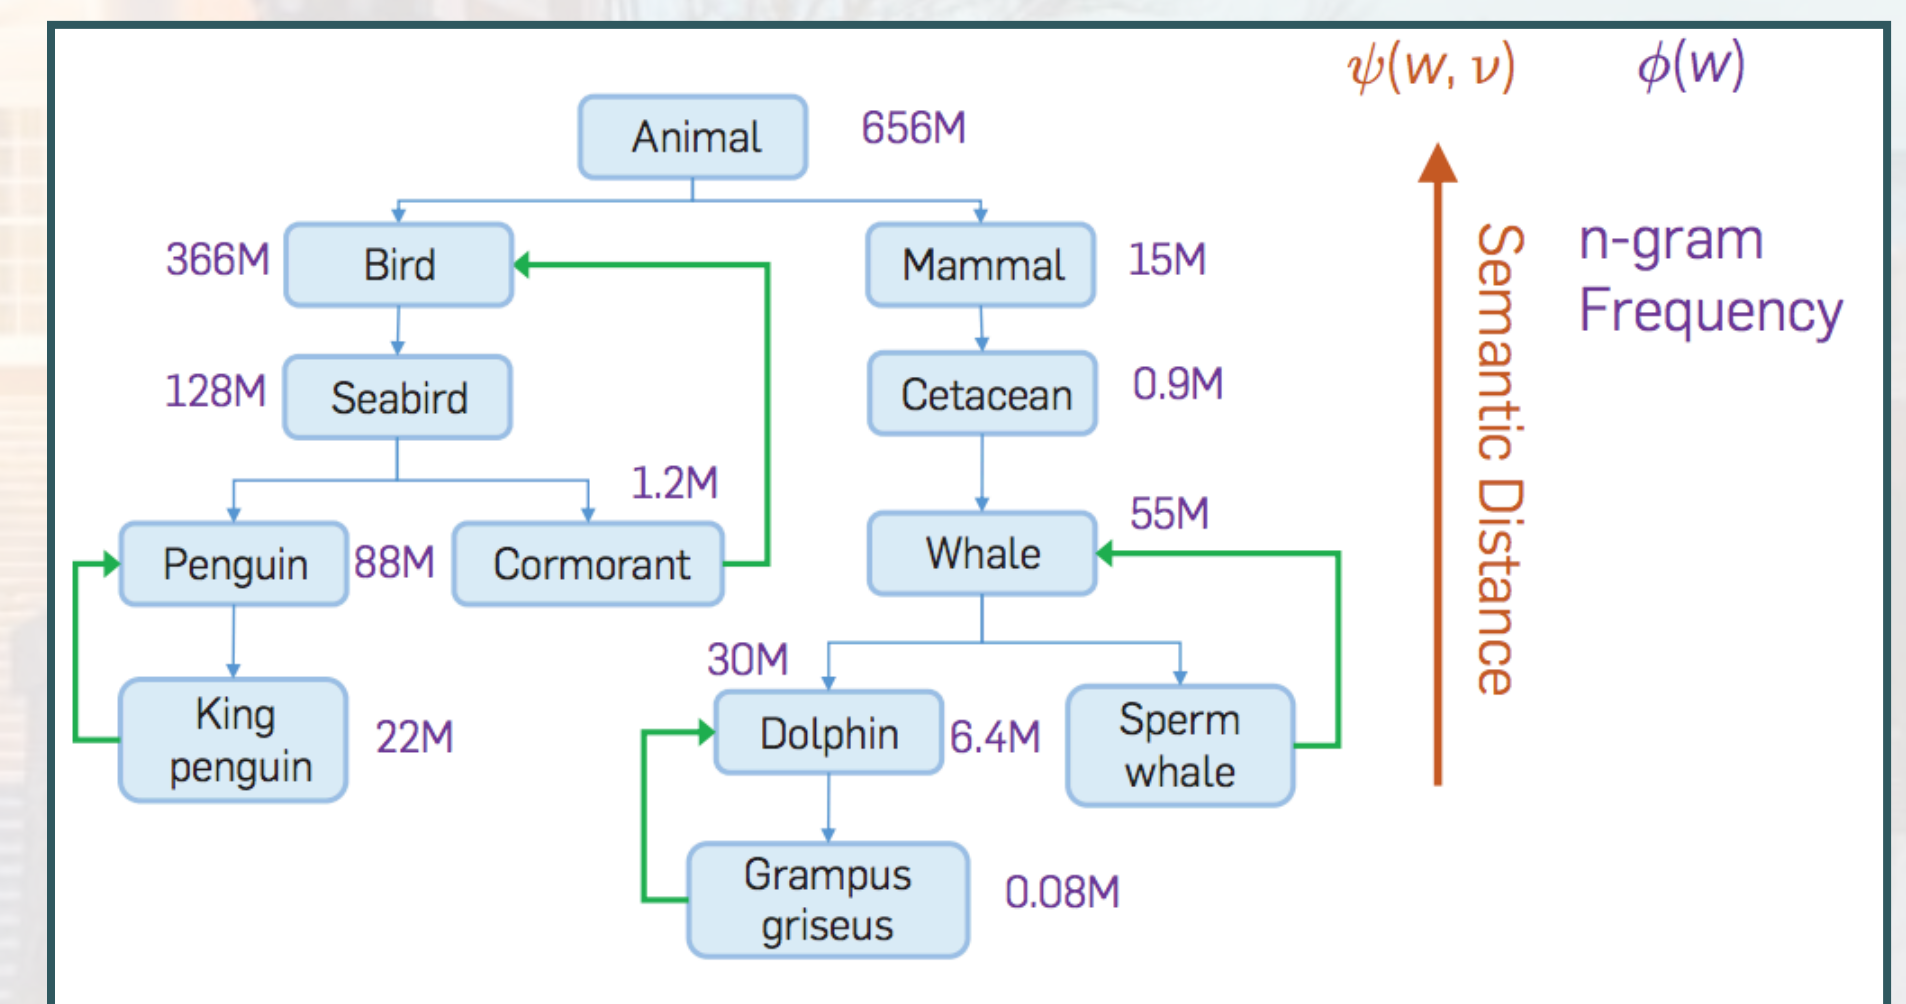 ψ(w, ν)
ϕ(w)
Animal
656M
366M
Bird
Mammal
15M
128M
Seabird
Cetacean
0.9M
1.2M
Penguin
88M
Cormorant
Whale
55M
King
penguin
22M
30M
Dolphin
6.4M
Sperm
whale
Grampus
griseus
0.08M
Semantic Distance
n-gram
Frequency